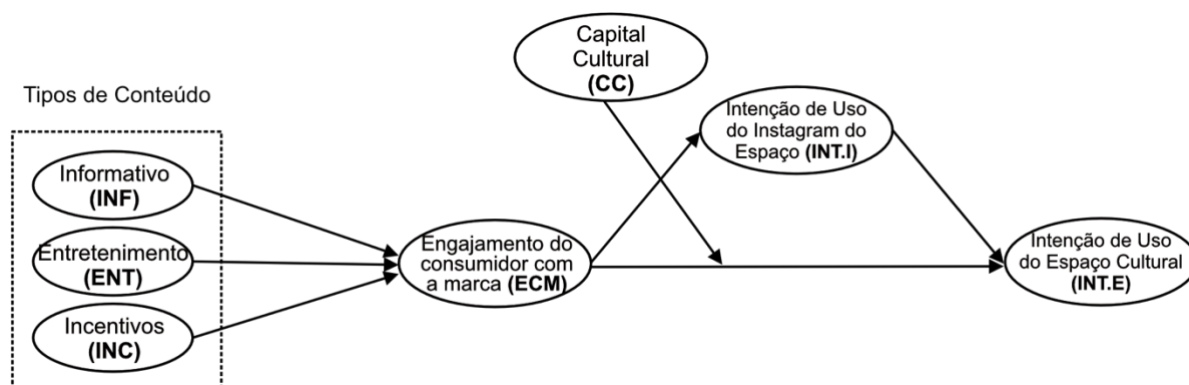 Tipos de Conteúdo
Informativo
(INF)
Entretenimento
(ENT)
Incentivos
(INC)
Engajamento do
consumidor com
a marca (ECM)
Capital
Cultural
(CC)
Intenção de Uso
do Instagram do
Espaço (INT.I)
Intenção de Uso
do Espaço Cultural
(INT.E)